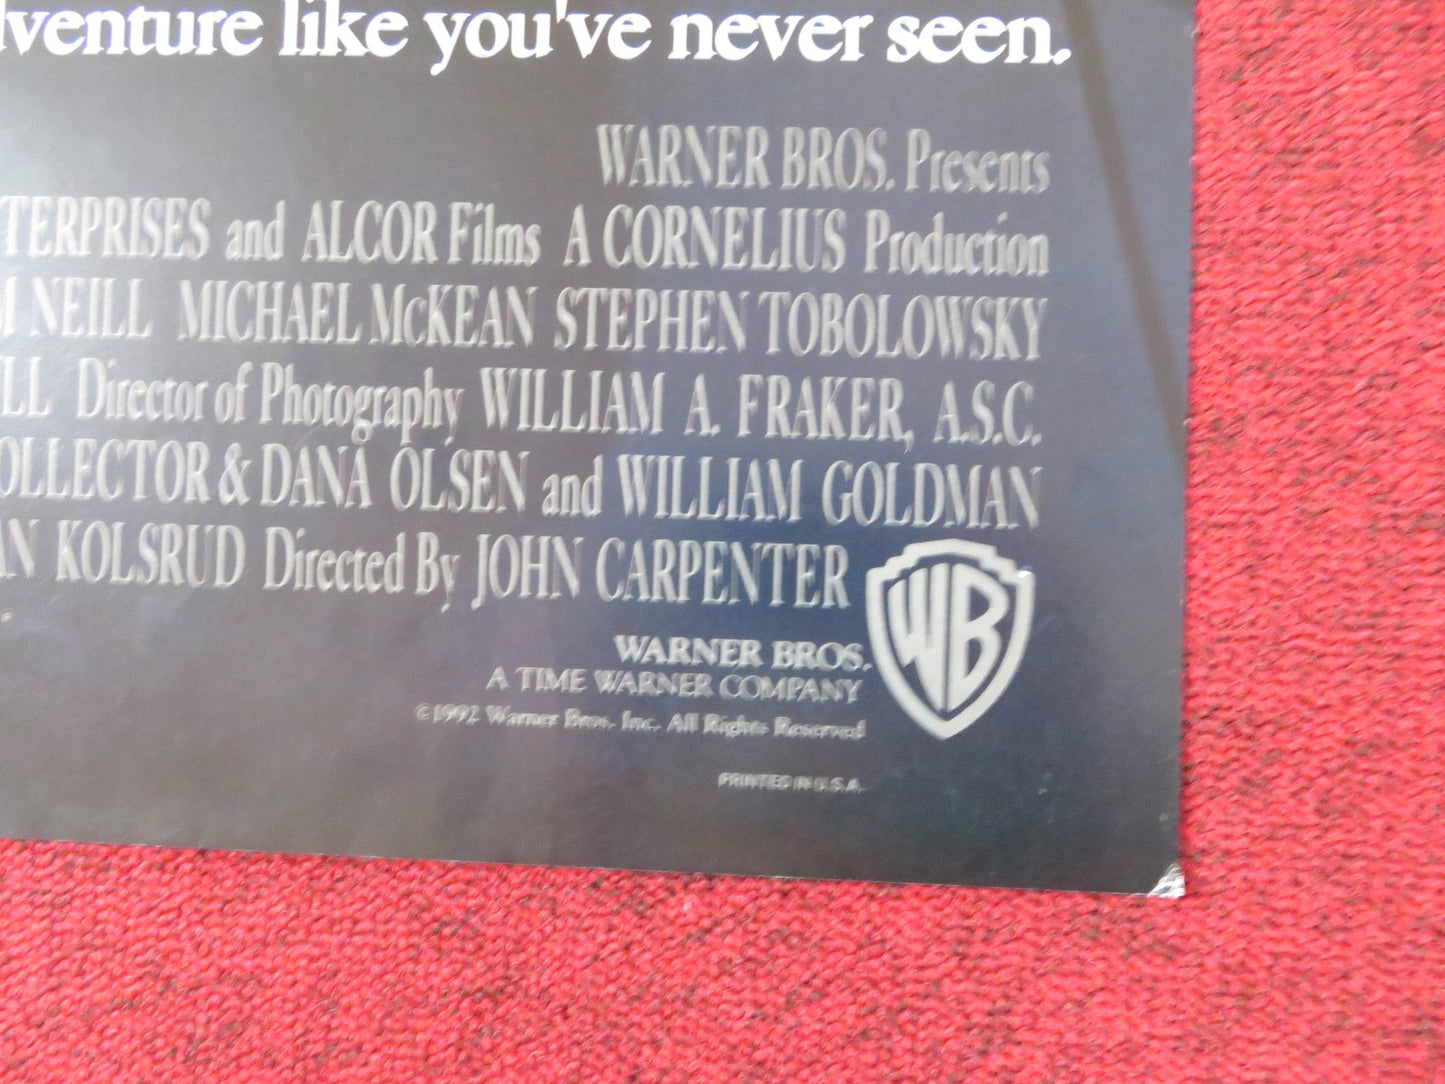 dventure like you've never seen.
WARNER BROS. Presents
TERPRISES and ALCOR Films A CORNELIUS Production
M NEILL MICHAEL McKEAN STEPHEN TOBOLOWSKY
LL Director of Photography WILLIAM A. FRAKER, A.S.C.
OLLECTOR & DANA OLSEN and WILLIAM GOLDMAN
AN KOLSRUD Directed By JOHN CARPENTER
WB
WARNER BROS.
A TIME WARNER COMPANY
©1992 Warner Bros. Inc. All Rights Reserved
PRINTED IN U.S.A.